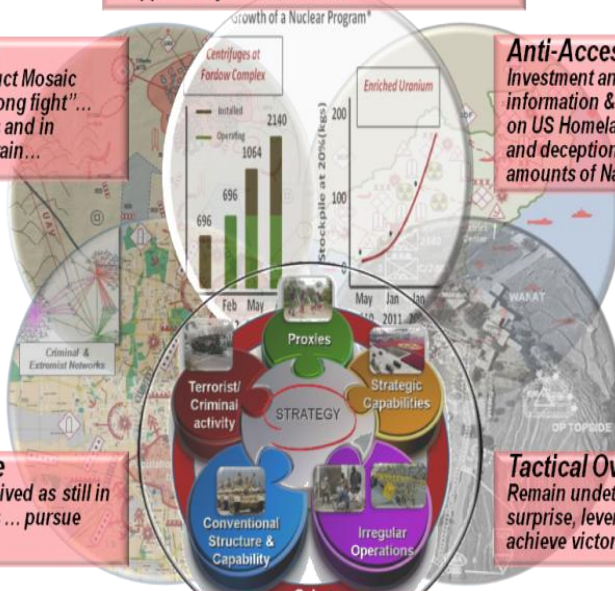 Growth of a Nuclear Program*
Centrifuges at
Fordow Complex
Installed
Operating
696
696
1064
2140
Feb May
Enriched Uranium
Stockpile at 20%(kgs)
200
100
May Jan Jan
2011
uct Mosaic
ong fight"...
and in
rain...
Anti-Acces
Investment an
information &
on US Homela
and deception
amounts of Na
UAV
Criminal &
Extremist Networks
WANAT
OP TOPSIDE
Proxies
Terrorist/
Criminal
activity
STRATEGY
Strategic
Capabilities
Conventional
Structure &
Capability
Irregular
Operations
ived as still in
... pursue
Tactical Ov
Remain undet
surprise, lever
achieve victor